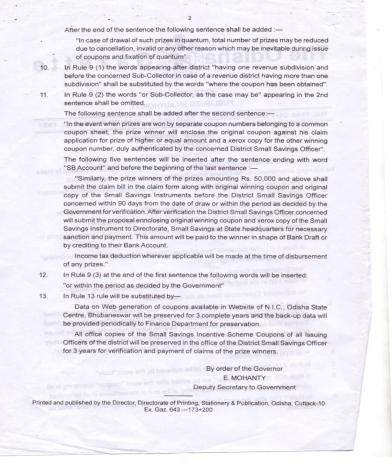 2
After the end of the sentence the following sentence shall be added :—
"In case of drawal of such prizes in quantum, total number of prizes may be reduced
due to cancellation, invalid or any other reason which may be inevitable during issue
of coupons and fixation of quantum".
10. In Rule 9 (1) the words appearing after district "having one revenue subdivision and
before the concerned Sub-Collector in case of a revenue district having more than one
subdivision" shall be substituted by the words "where the coupon has been obtained".
11. In Rule 9 (2) the words "or Sub-Collector, as the case may be" appearing in the 2nd
sentence shall be omitted.
The following sentence shall be added after the second sentence:—
"In the event when prizes are won by separate coupon numbers belonging to a common
coupon sheet, the prize winner will enclose the original coupon against his claim
application for prize of higher or equal amount and a xerox copy for the other winning
coupon number, duly authenticated by the concerned District Small Savings Officer".
The following five sentences will be inserted after the sentence ending with word
"SB Account" and before the beginning of the last sentence :—
"Similarly, the prize winners of the prizes amounting Rs. 50,000 and above shall
submit the claim bill in the claim form along with original winning coupon and original
copy of the Small Savings Instruments before the District Small Savings Officer
concerned within 90 days from the date of draw or within the period as decided by the
Government for verification. After verification the District Small Savings Officer concerned
will submit the proposal enclosing original winning coupon and xerox copy of the Small
Savings Instrument to Directorate, Small Savings at State headquarters for necessary
sanction and payment. This amount will be paid to the winner in shape of Bank Draft or
by crediting to their Bank Account.
Income tax deduction wherever applicable will be made at the time of disbursement
of any prizes."
12. In Rule 9 (3) at the end of the first sentence the following words will be inserted:
"or within the period as decided by the Government"
13. In Rule 13 rule will be substituted by—
Data on Web generation of coupons available in Website of N.I.C., Odisha State
Centre, Bhubaneswar will be preserved for 3 complete years and the back-up data will
be provided periodically to Finance Department for preservation.
All office copies of the Small Savings Incentive Scheme Coupons of all Issuing
Officers of the district will be preserved in the office of the District Small Savings Officer
for 3 years for verification and payment of claims of the prize winners.
By order of the Governor
E. MOHANTY
Deputy Secretary to Government
Printed and published by the Director, Directorate of Printing, Stationery & Publication, Odisha, Cuttack-10
Ex. Gaz. 643 —173+200